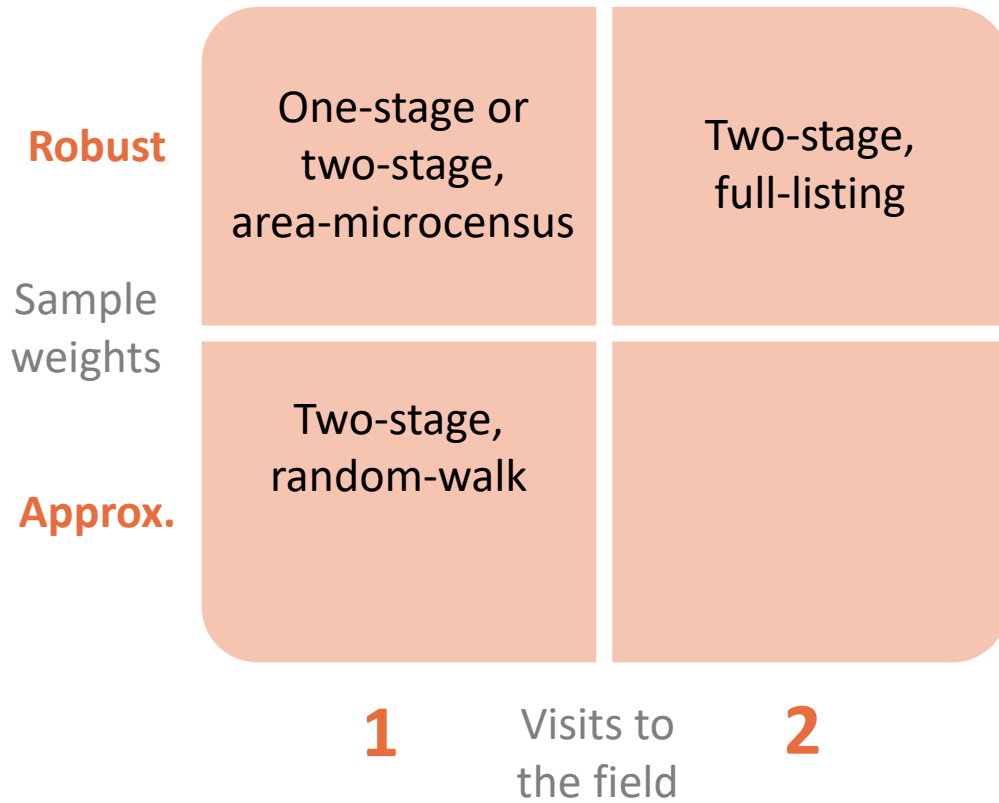 Robust
One-stage or
two-stage,
area-microcensus
Two-stage,
full-listing
Sample
weights
Approx.
Two-stage,
random-walk
1
Visits to
the field
2